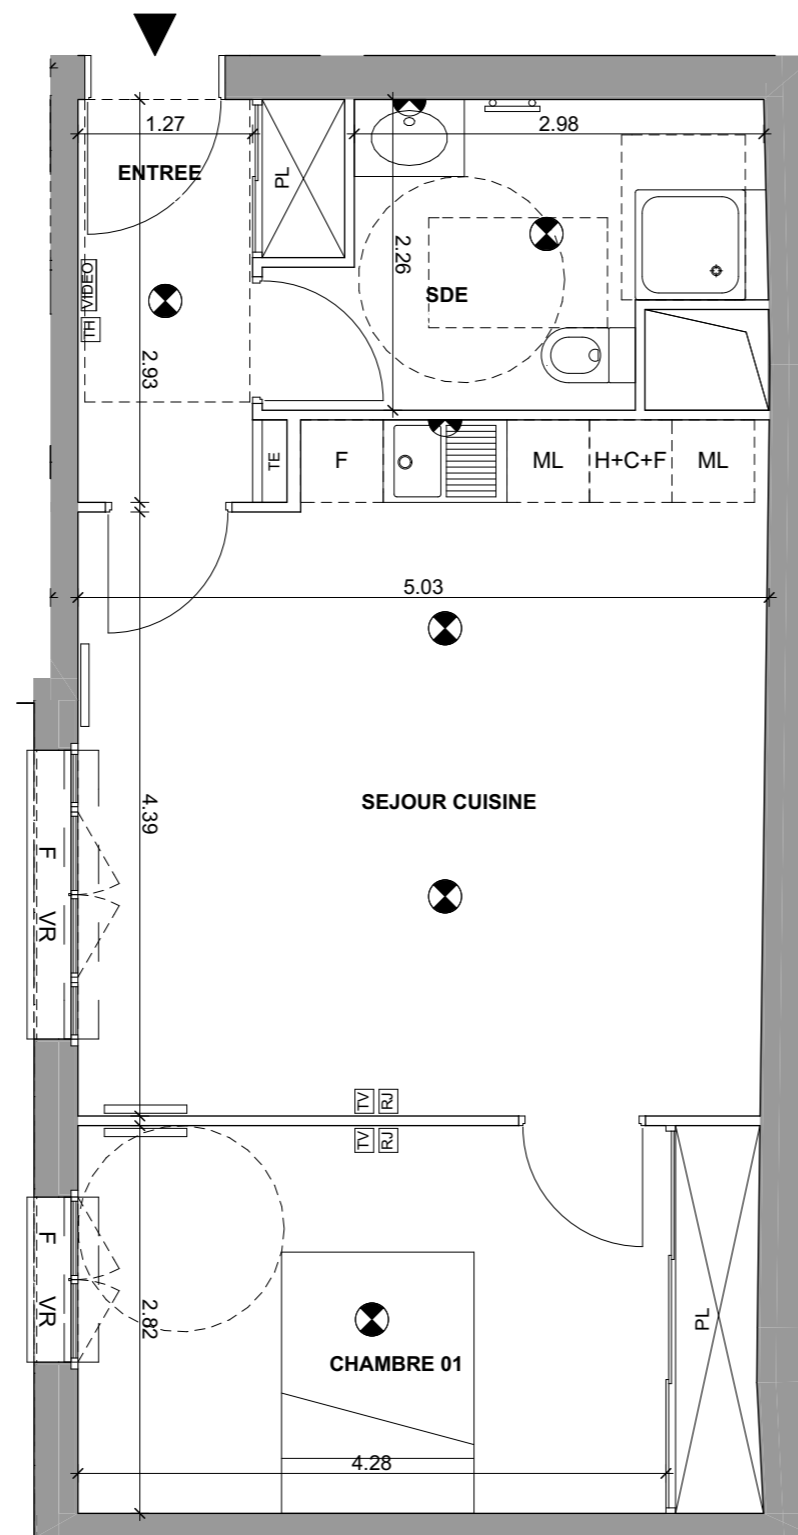 1.27
2.98
ENTREE
PL
2.26
SDE
VIDEO
TH
2.93
TE
F
ML
H+C+F
ML
5.03
4.39
SEJOUR CUISINE
F
VR
TV
RJ
TV
RJ
F
VR
2.82
PL
CHAMBRE 01
4.28